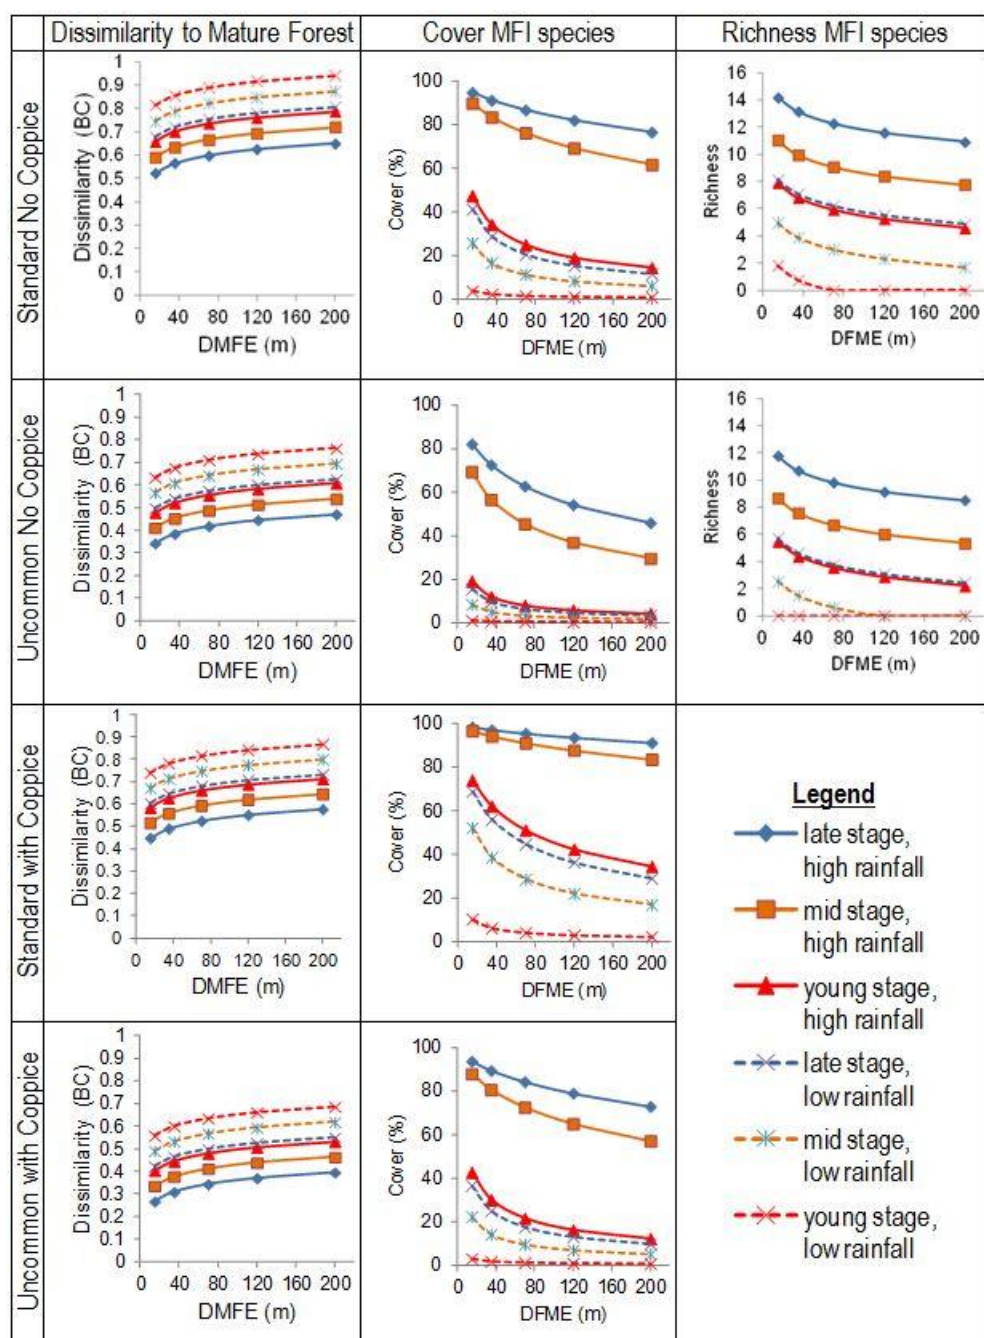 Dissimilarity to Mature Forest
Cover MFI species
Richness MFI species
Standard No Coppice
Dissimilarity (BC)
1
0.9
0.8
0.7
0.6
0.5
0.4
0.3
0.2
0.1
0
0 40 80 120 160 200
DMFE (m)
Cover (%)
100
80
60
40
20
0
0 40 80 120 160 200
DFME (m)
Richness
16
14
12
10
8
6
4
2
0
0 40 80 120 160 200
DFME (m)
Uncommon No Coppice
Dissimilarity (BC)
1
0.9
0.8
0.7
0.6
0.5
0.4
0.3
0.2
0.1
0
0 40 80 120 160 200
DMFE (m)
Cover (%)
100
80
60
40
20
0
0 40 80 120 160 200
DFME (m)
Richness
16
14
12
10
8
6
4
2
0
0 40 80 120 160 200
DFME (m)
Standard with Coppice
Dissimilarity (BC)
1
0.9
0.8
0.7
0.6
0.5
0.4
0.3
0.2
0.1
0
0 40 80 120 160 200
DMFE (m)
Cover (%)
100
80
60
40
20
0
0 40 80 120 160 200
DFME (m)
Uncommon with Coppice
Dissimilarity (BC)
1
0.9
0.8
0.7
0.6
0.5
0.4
0.3
0.2
0.1
0
0 40 80 120 160 200
DMFE (m)
Cover (%)
100
80
60
40
20
0
0 40 80 120 160 200
DFME (m)
Legend
late stage,
high rainfall
mid stage,
high rainfall
young stage,
high rainfall
late stage,
low rainfall
mid stage,
low rainfall
young stage,
low rainfall